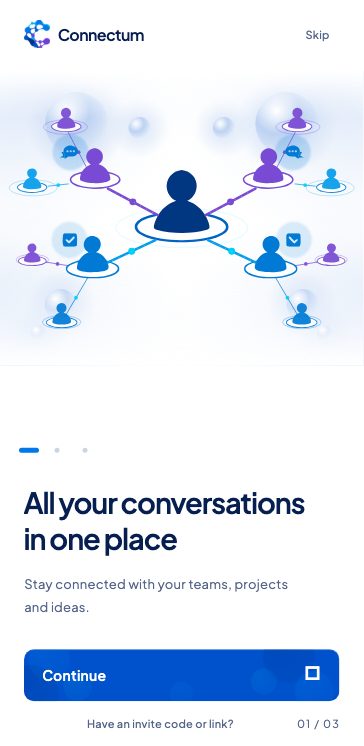 Connectum
Skip
All your conversations
in one place
Stay connected with your teams, projects
and ideas.
Continue
Have an invite code or link?
01 / 03